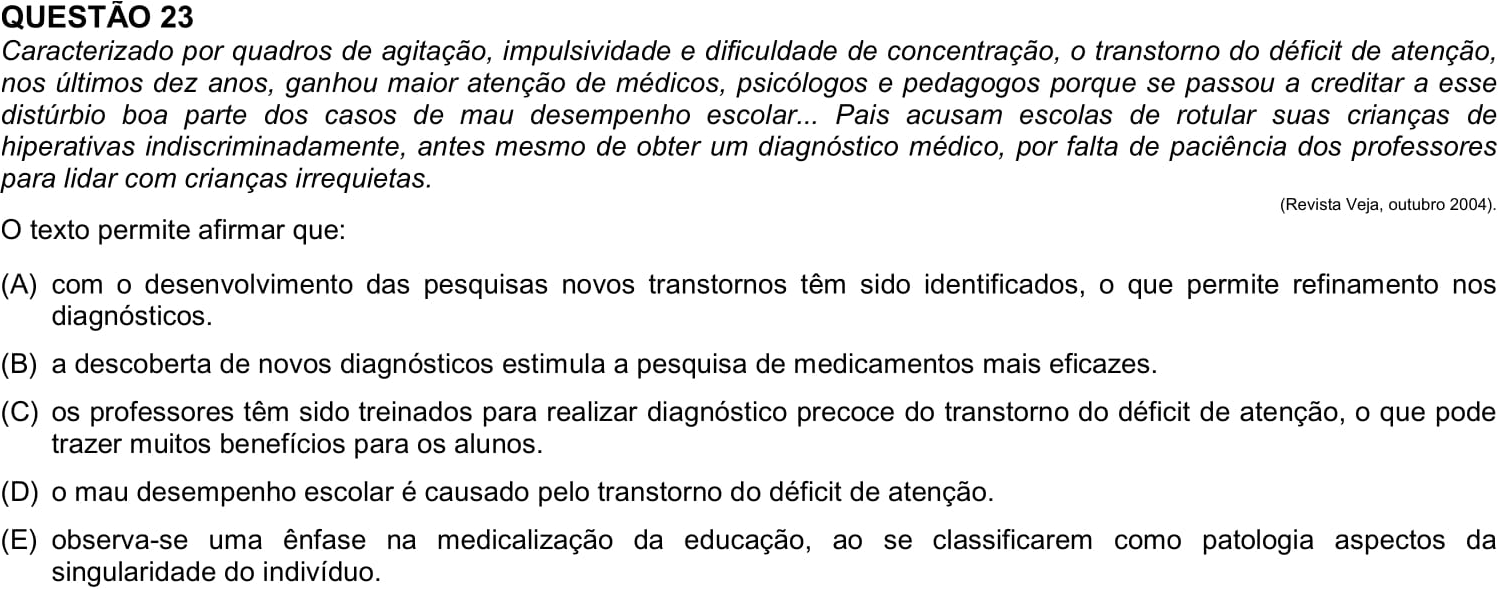 QUESTÃO 23
Caracterizado por quadros de agitação, impulsividade e dificuldade de concentração, o transtorno do déficit de atenção,
nos últimos dez anos, ganhou maior atenção de médicos, psicólogos e pedagogos porque se passou a creditar a esse
distúrbio boa parte dos casos de mau desempenho escolar... Pais acusam escolas de rotular suas crianças de
hiperativas indiscriminadamente, antes mesmo de obter um diagnóstico médico, por falta de paciência dos professores
para lidar com crianças irrequietas.
(Revista Veja, outubro 2004).
O texto permite afirmar que:
(A) com o desenvolvimento das pesquisas novos transtornos têm sido identificados, o que permite refinamento nos
diagnósticos.
(B) a descoberta de novos diagnósticos estimula a pesquisa de medicamentos mais eficazes.
(C) os professores têm sido treinados para realizar diagnóstico precoce do transtorno do déficit de atenção, o que pode
trazer muitos benefícios para os alunos.
(D) o mau desempenho escolar é causado pelo transtorno do déficit de atenção.
(E) observa-se uma ênfase na medicalização da educação, ao se classificarem como patologia aspectos da
singularidade do indivíduo.